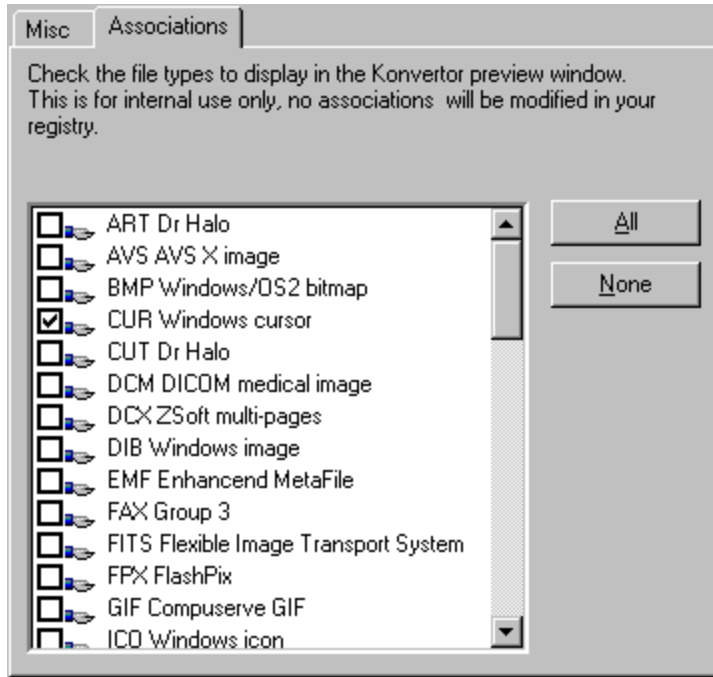 Misc
Associations
Check the file types to display in the Konvertor preview window.
This is for internal use only, no associations will be modified in your
registry.
ART Dr Halo
AVS AVS X image
BMP Windows/OS2 bitmap
CUR Windows cursor
CUT Dr Halo
DCM DICOM medical image
DCX ZSoft multi-pages
DIB Windows image
EMF Enhancend MetaFile
FAX Group 3
FITS Flexible Image Transport System
FPX FlashPix
GIF Compuserve GIF
ICO Windows icon
All
None